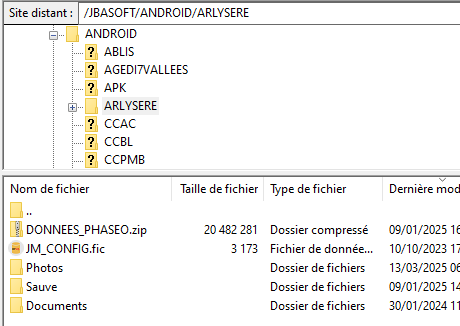 Site distant : /JBASOFT/ANDROID/ARLYSERE
ANDROID
? ABLIS
? AGEDI7VALLEES
? APK
ARLYSERE
? CCAC
? CCBL
? CCPMB
Nom de fichier Taille de fichier Type de fichier Dernière mod
..
DONNEES_PHASEO.zip 20 482 281 Dossier compressé 09/01/2025 16
JM_CONFIG.fic 3 173 Fichier de donnée... 10/10/2023 17
Photos Dossier de fichiers 13/03/2025 06
Sauve Dossier de fichiers 09/01/2025 14
Documents Dossier de fichiers 30/01/2024 11